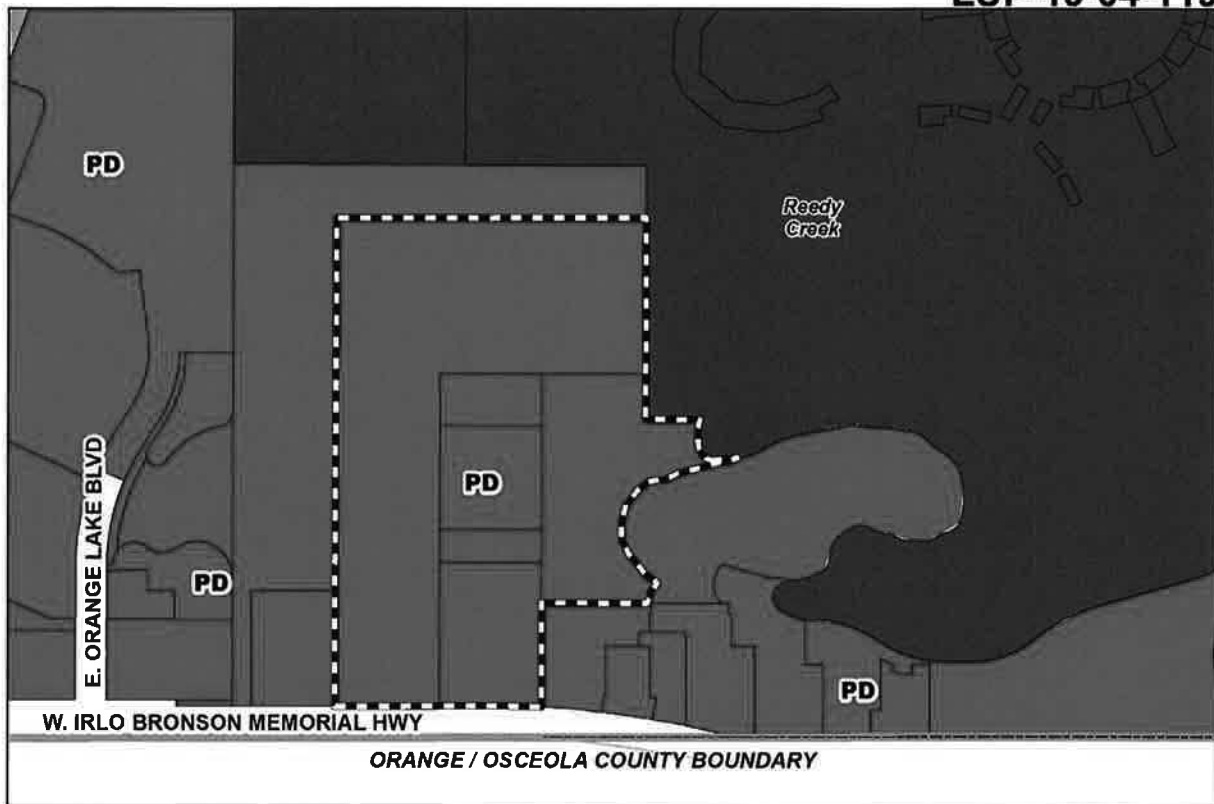 PD
Reedy
Creek
PD
E. ORANGE LAKE BLVD
PD
PD
W. IRLO BRONSON MEMORIAL HWY
ORANGE / OSCEOLA COUNTY BOUNDARY